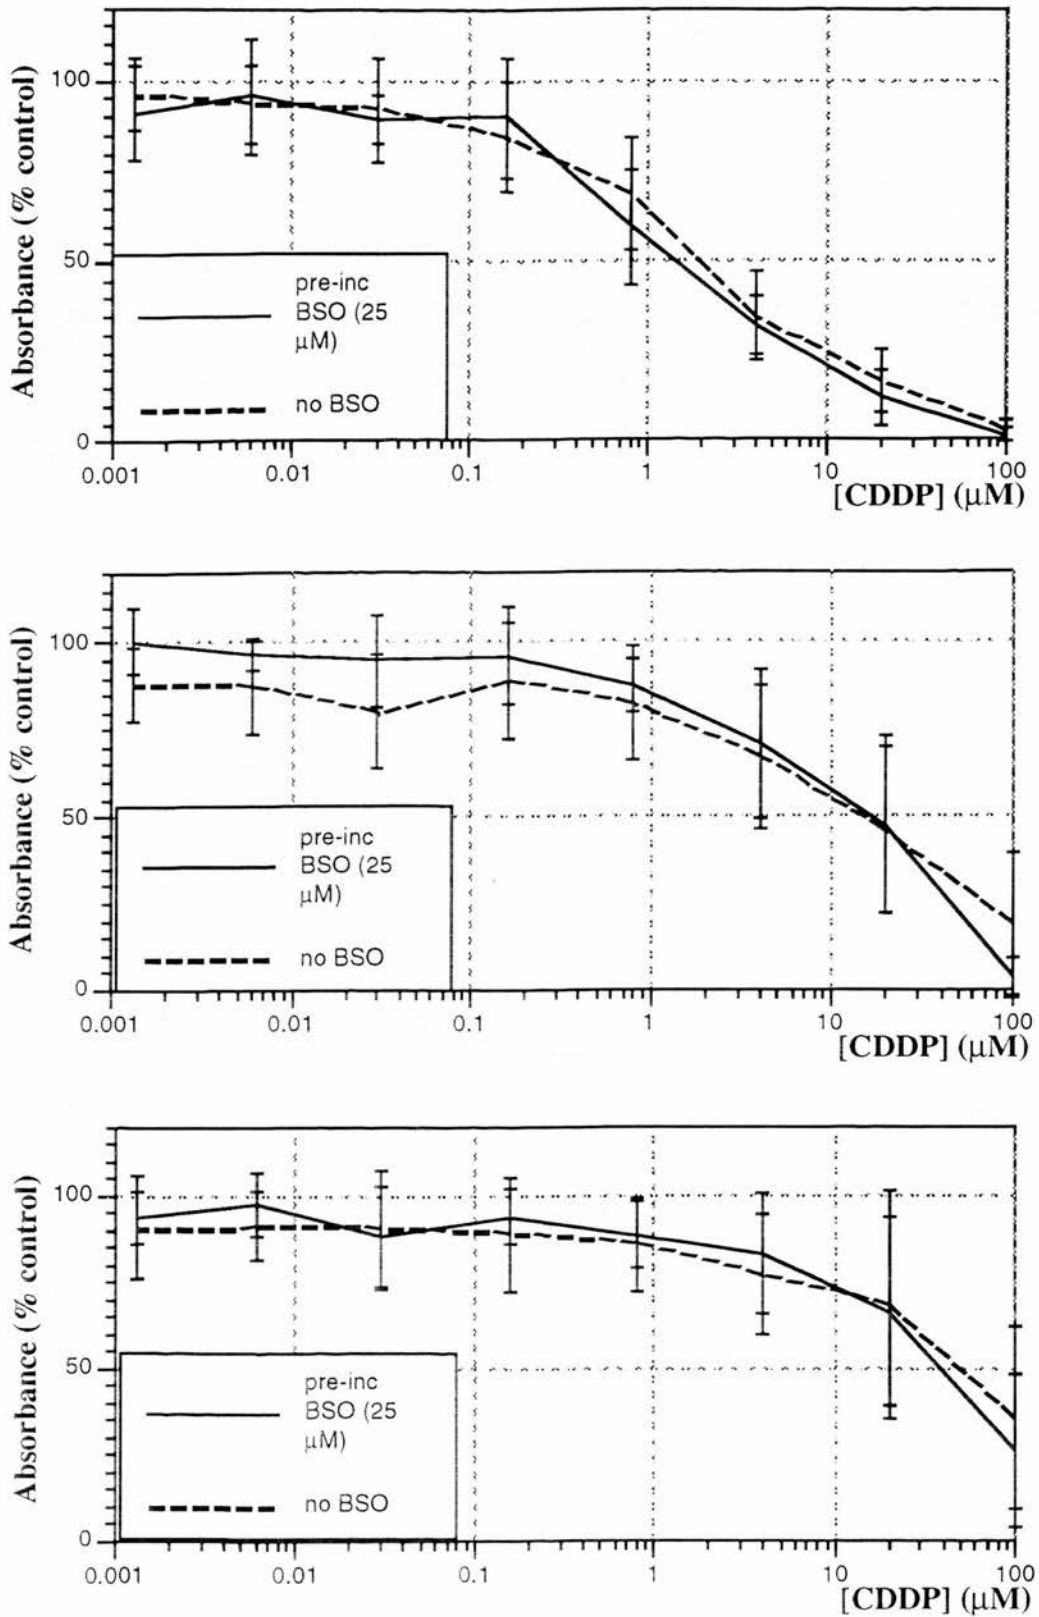 Absorbance (% control)
100
50
0
pre-inc
BSO (25
μM)
no BSO
0.001
0.01
0.1
1
10
100
[CDDP] (μM)
Absorbance (% control)
100
50
0
pre-inc
BSO (25
μM)
no BSO
0.001
0.01
0.1
1
10
100
[CDDP] (μM)
Absorbance (% control)
100
50
0
pre-inc
BSO (25
μM)
no BSO
0.001
0.01
0.1
1
10
100
[CDDP] (μM)